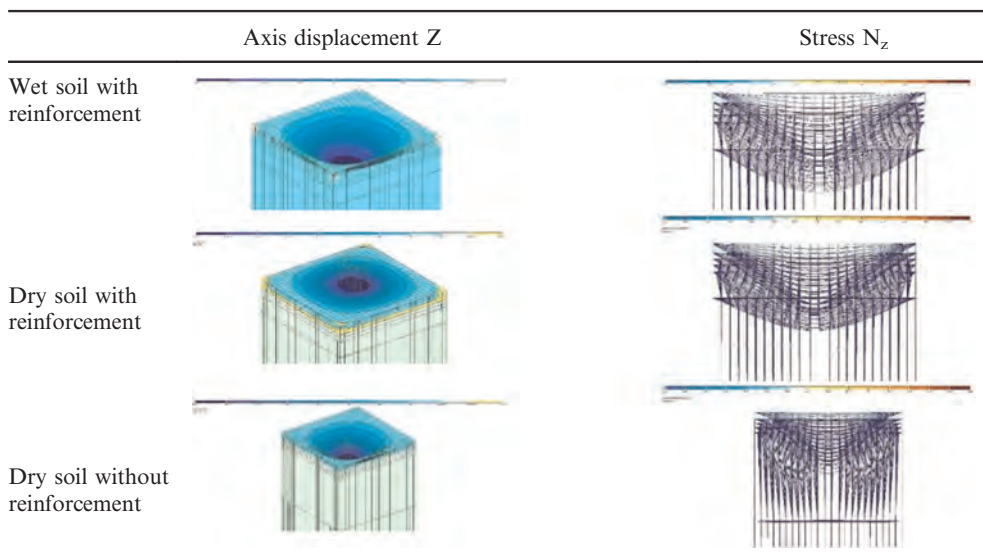 Axis displacement Z
Stress N_z
Wet soil with
reinforcement
Dry soil with
reinforcement
Dry soil without
reinforcement